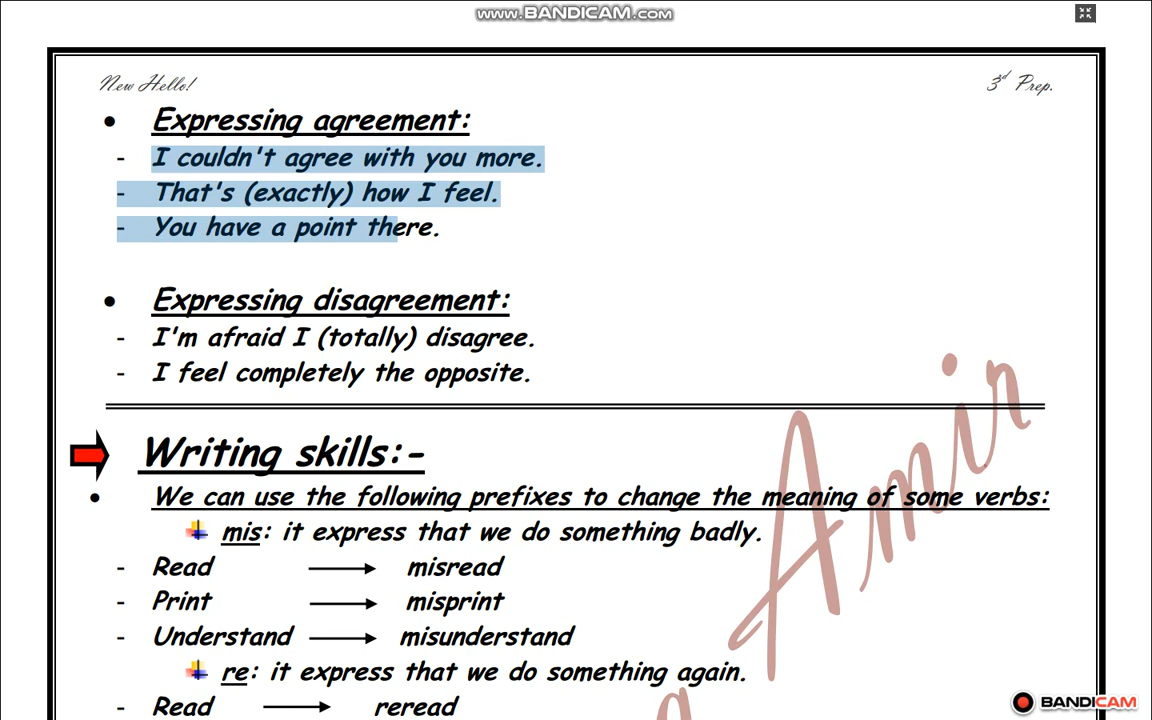 www.BANDICAM.com
New Hello!
3rd Prep.
• Expressing agreement:
- I couldn't agree with you more.
- That's (exactly) how I feel.
- You have a point there.
• Expressing disagreement:
- I'm afraid I (totally) disagree.
- I feel completely the opposite.
Writing skills:-
• We can use the following prefixes to change the meaning of some verbs:
mis: it express that we do something badly.
- Read → misread
- Print → misprint
- Understand → misunderstand
re: it express that we do something again.
- Read → reread
Amir
BANDICAM